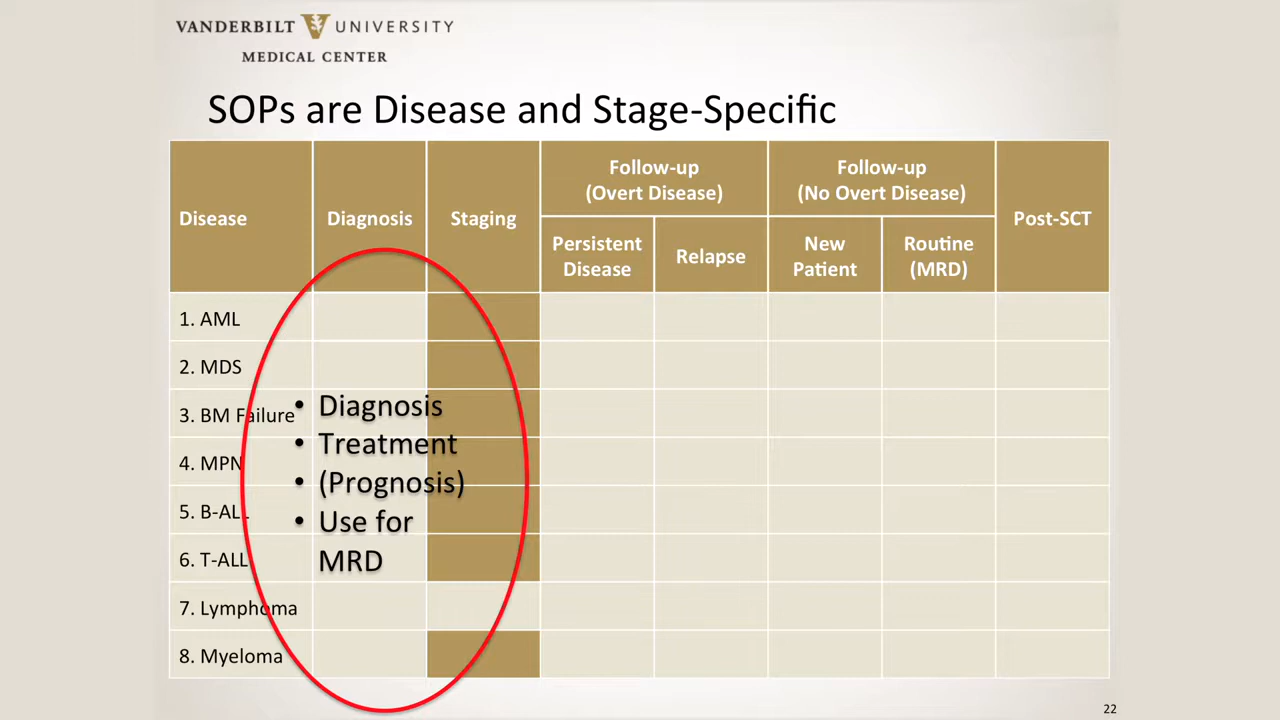 VANDERBILT UNIVERSITY
MEDICAL CENTER
SOPs are Disease and Stage-Specific
Disease
Diagnosis
Staging
Follow-up
(Overt Disease)
Follow-up
(No Overt Disease)
Post-SCT
Persistent
Disease
Relapse
New
Patient
Routine
(MRD)
1. AML
2. MDS
3. BM Failure
4. MPN
5. B-ALL
6. T-ALL
7. Lymphoma
8. Myeloma
• Diagnosis
• Treatment
• (Prognosis)
• Use for
MRD
22